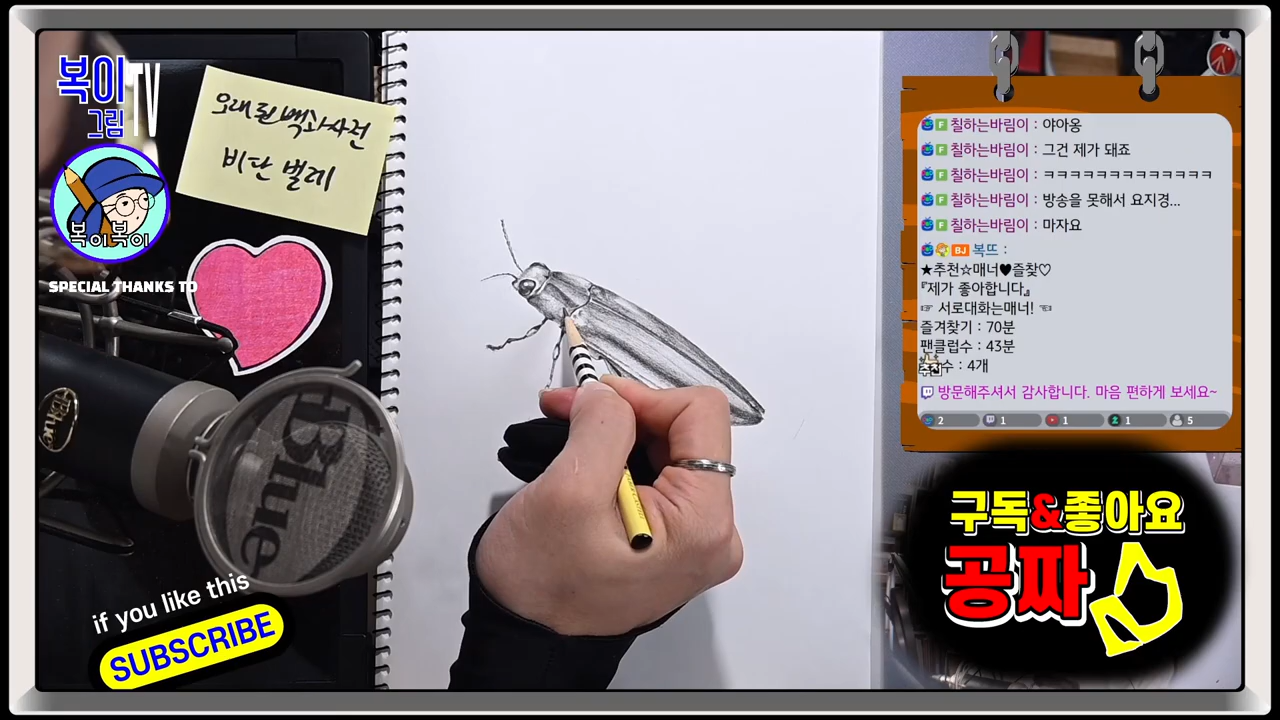 복이TV
그림
복이복이
오래된백과사전
비단 벌레
SPECIAL THANKS TO
Blue
Blue
if you like this
SUBSCRIBE
칠하는바림이 : 야아옹
칠하는바림이 : 그건 제가 돼죠
칠하는바림이 : ㅋㅋㅋㅋㅋㅋㅋㅋㅋㅋㅋㅋㅋ
칠하는바림이 : 방송을 못해서 요지경...
칠하는바림이 : 마자요
BJ 복뜨 :
★추천☆매너♥즐찾♡
『제가 좋아합니다』
☞ 서로대화는매너! ☜
즐겨찾기 : 70분
팬클럽수 : 43분
수 : 4개
방문해주셔서 감사합니다. 마음 편하게 보세요~
2 1 1 1 5
구독&좋아요
공짜